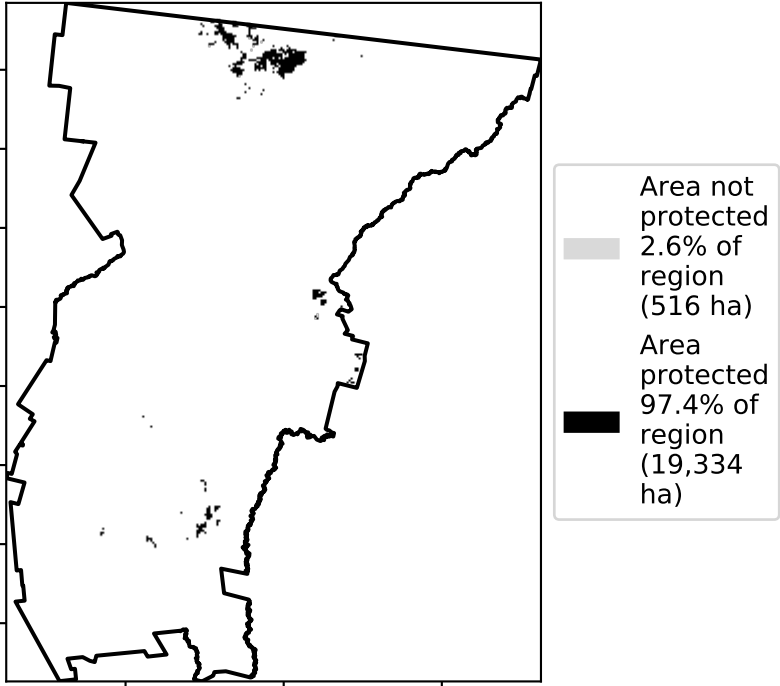 Area not
protected
2.6% of
region
(516 ha)
Area
protected
97.4% of
region
(19,334
ha)